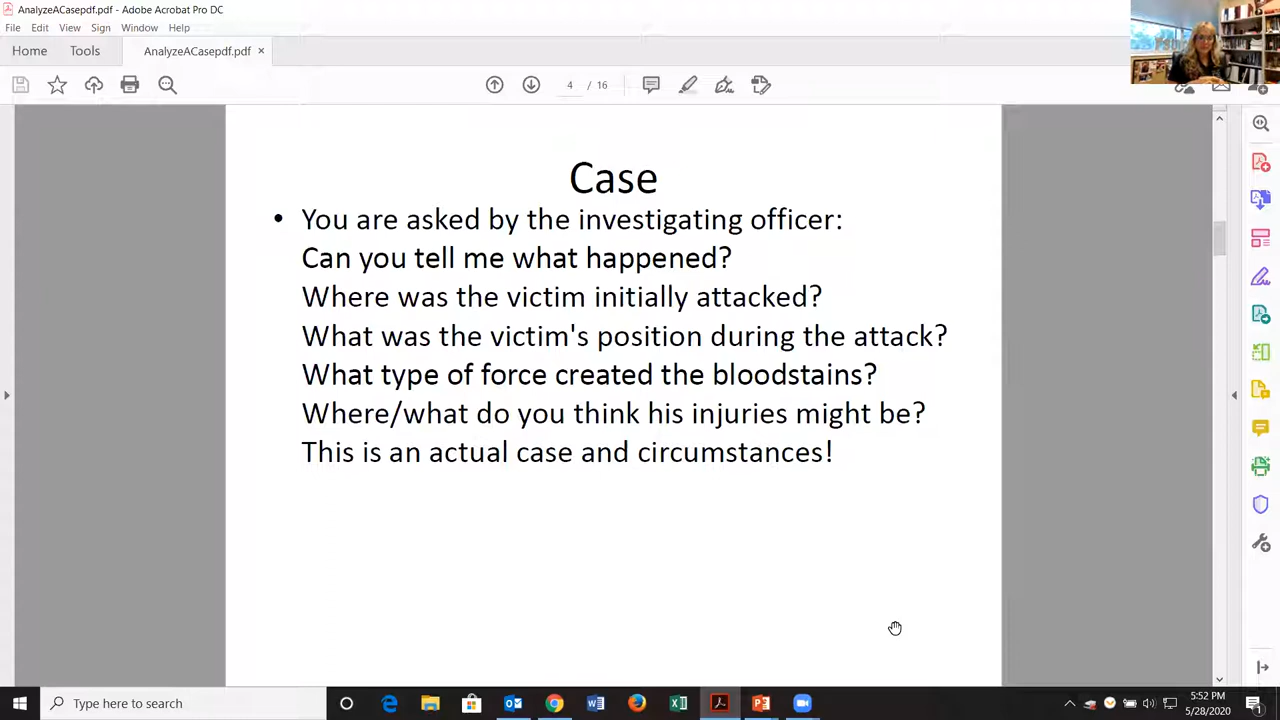 AnalyzeACasepdf.pdf - Adobe Acrobat Pro DC
File Edit View Sign Window Help
Home Tools AnalyzeACasepdf.pdf ×
4 / 16
Case
• You are asked by the investigating officer:
Can you tell me what happened?
Where was the victim initially attacked?
What was the victim's position during the attack?
What type of force created the bloodstains?
Where/what do you think his injuries might be?
This is an actual case and circumstances!
Type here to search
5:52 PM
5/28/2020
1